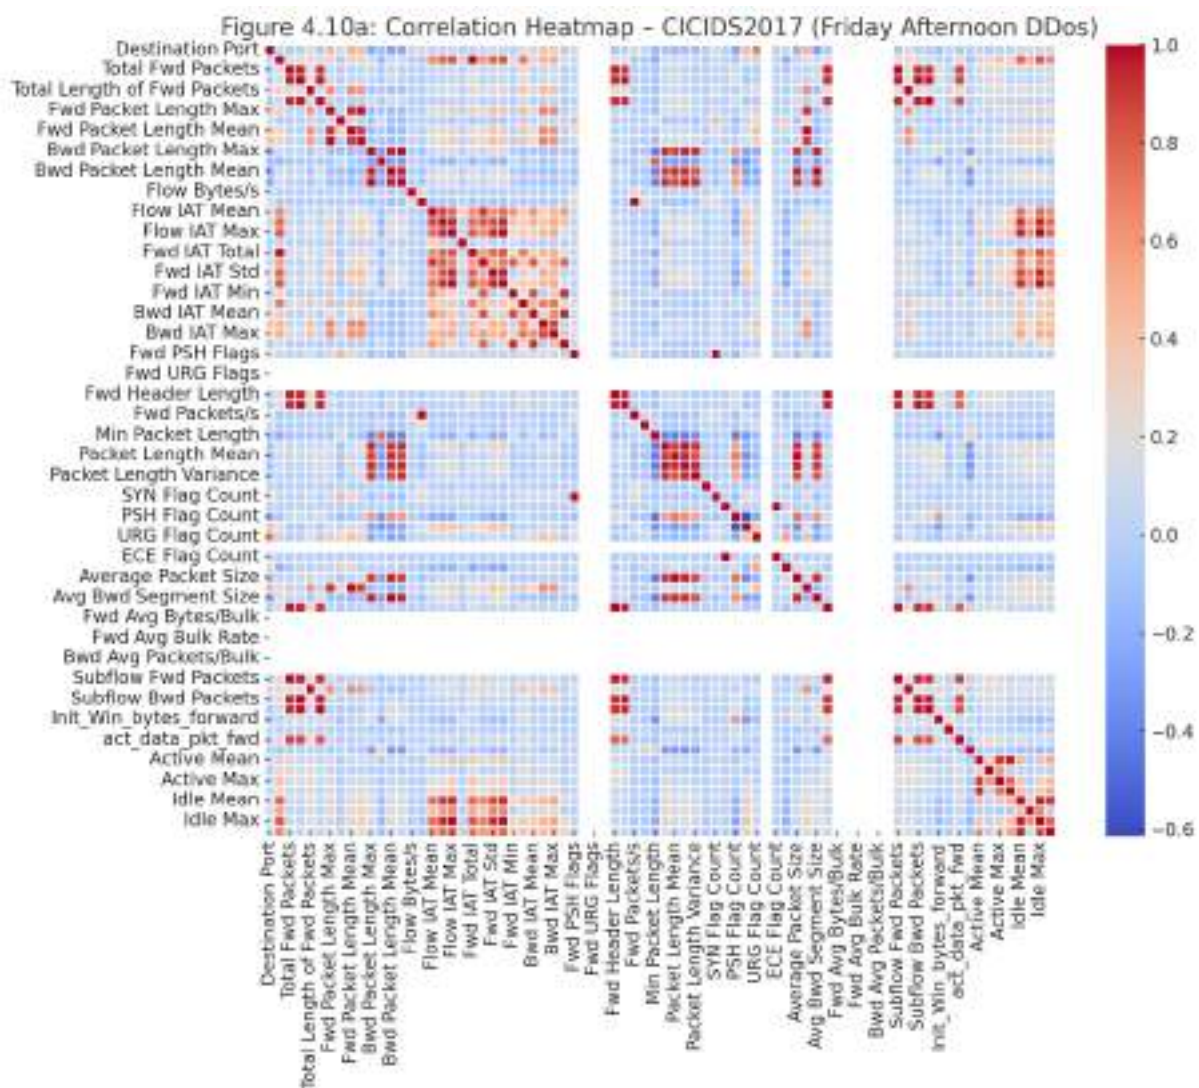 Figure 4.10a: Correlation Heatmap – CICIDS2017 (Friday Afternoon DDos)
Destination Port
Total Fwd Packets
Total Length of Fwd Packets
Fwd Packet Length Max
Fwd Packet Length Mean
Bwd Packet Length Max
Bwd Packet Length Mean
Flow Bytes/s
Flow IAT Mean
Flow IAT Max
Fwd IAT Total
Fwd IAT Std
Fwd IAT Min
Bwd IAT Mean
Bwd IAT Max
Fwd PSH Flags
Fwd URG Flags
Fwd Header Length
Fwd Packets/s
Min Packet Length
Packet Length Mean
Packet Length Variance
SYN Flag Count
PSH Flag Count
URG Flag Count
ECE Flag Count
Average Packet Size
Avg Bwd Segment Size
Fwd Avg Bytes/Bulk
Fwd Avg Bulk Rate
Bwd Avg Packets/Bulk
Subflow Fwd Packets
Subflow Bwd Packets
Init_Win_bytes_forward
act_data_pkt_fwd
Active Mean
Active Max
Idle Mean
Idle Max
Destination Port
Total Fwd Packets
Total Length of Fwd Packets
Fwd Packet Length Max
Fwd Packet Length Mean
Bwd Packet Length Max
Bwd Packet Length Mean
Flow Bytes/s
Flow IAT Mean
Flow IAT Max
Fwd IAT Total
Fwd IAT Std
Fwd IAT Min
Bwd IAT Mean
Bwd IAT Max
Fwd PSH Flags
Fwd URG Flags
Fwd Header Length
Fwd Packets/s
Min Packet Length
Packet Length Mean
Packet Length Variance
SYN Flag Count
PSH Flag Count
URG Flag Count
ECE Flag Count
Average Packet Size
Avg Bwd Segment Size
Fwd Avg Bytes/Bulk
Fwd Avg Bulk Rate
Bwd Avg Packets/Bulk
Subflow Fwd Packets
Subflow Bwd Packets
Init_Win_bytes_forward
act_data_pkt_fwd
Active Mean
Active Max
Idle Mean
Idle Max
1.0
0.8
0.6
0.4
0.2
0.0
−0.2
−0.4
−0.6